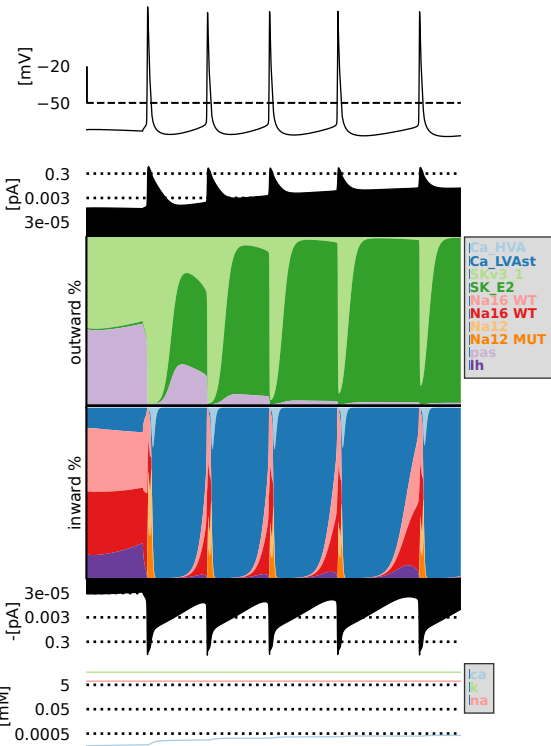 [mV]
−20
−50
[pA]
0.3
0.003
3e-05
outward %
Ca_HVA
Ca_LVAst
SKv3_1
SK_E2
Na16 WT
Na16 WT
Na12
Na12 MUT
pas
Ih
inward %
-[pA]
3e-05
0.003
0.3
[mM]
5
0.05
0.0005
ca
k
na